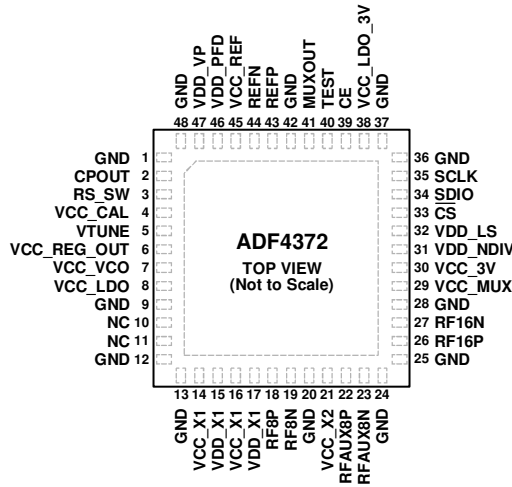 GND
VDD_VP
VDD_PFD
VCC_REF
REFN
REFP
GND
MUXOUT
TEST
CE
VCC_LDO_3V
GND
48 47 46 45 44 43 42 41 40 39 38 37
GND 1
CPOUT 2
RS_SW 3
VCC_CAL 4
VTUNE 5
VCC_REG_OUT 6
VCC_VCO 7
VCC_LDO 8
GND 9
NC 10
NC 11
GND 12
ADF4372
TOP VIEW
(Not to Scale)
36 GND
35 SCLK
34 SDIO
33 CS
32 VDD_LS
31 VDD_NDIV
30 VCC_3V
29 VCC_MUX
28 GND
27 RF16N
26 RF16P
25 GND
13 14 15 16 17 18 19 20 21 22 23 24
GND
VCC_X1
VDD_X1
VCC_X1
VDD_X1
RF8P
RF8N
GND
VCC_X2
RFAUX8P
RFAUX8N
GND